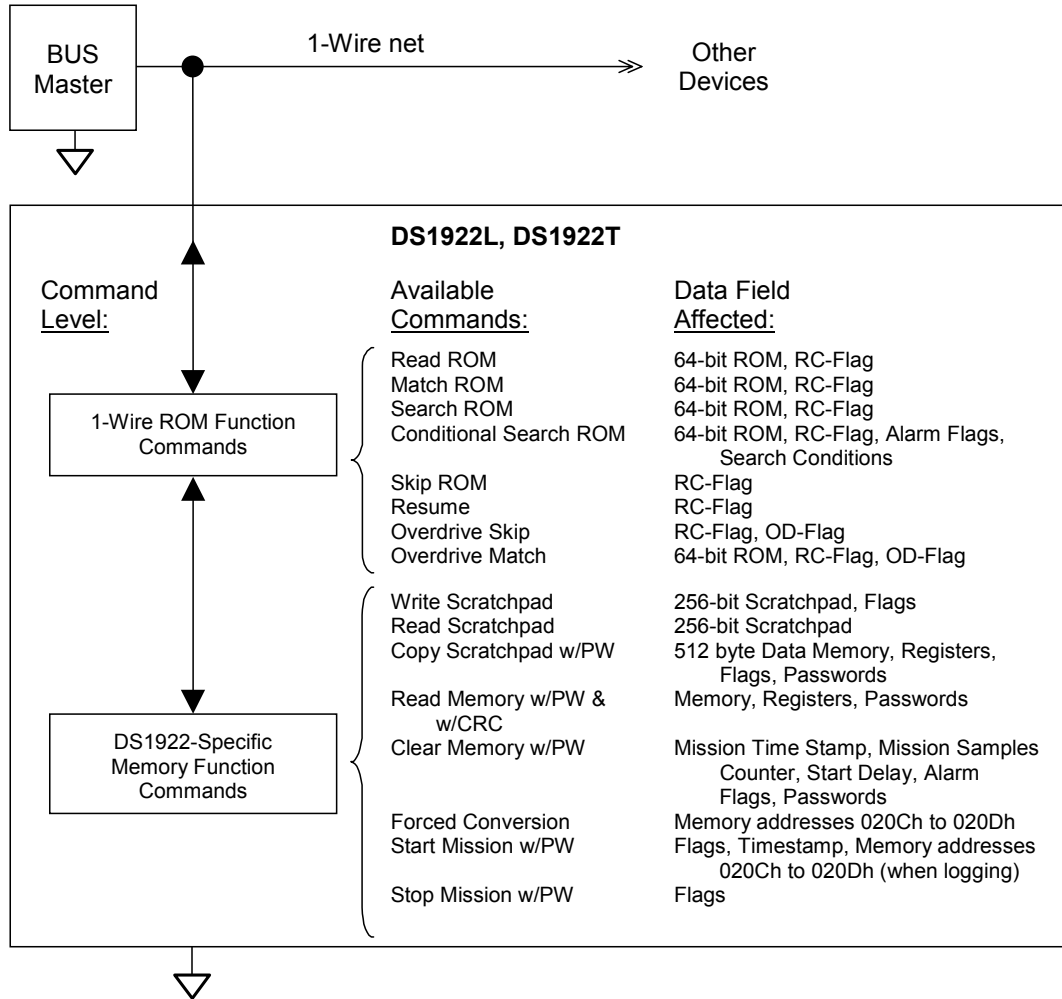 BUS
Master
1-Wire net
Other
Devices
DS1922L, DS1922T
Command
Level:
Available
Commands:
Data Field
Affected:
1-Wire ROM Function
Commands
Read ROM 64-bit ROM, RC-Flag
Match ROM 64-bit ROM, RC-Flag
Search ROM 64-bit ROM, RC-Flag
Conditional Search ROM 64-bit ROM, RC-Flag, Alarm Flags,
Search Conditions
Skip ROM RC-Flag
Resume RC-Flag
Overdrive Skip RC-Flag, OD-Flag
Overdrive Match 64-bit ROM, RC-Flag, OD-Flag
DS1922-Specific
Memory Function
Commands
Write Scratchpad 256-bit Scratchpad, Flags
Read Scratchpad 256-bit Scratchpad
Copy Scratchpad w/PW 512 byte Data Memory, Registers,
Flags, Passwords
Read Memory w/PW & Memory, Registers, Passwords
w/CRC
Clear Memory w/PW Mission Time Stamp, Mission Samples
Counter, Start Delay, Alarm
Flags, Passwords
Forced Conversion Memory addresses 020Ch to 020Dh
Start Mission w/PW Flags, Timestamp, Memory addresses
020Ch to 020Dh (when logging)
Stop Mission w/PW Flags